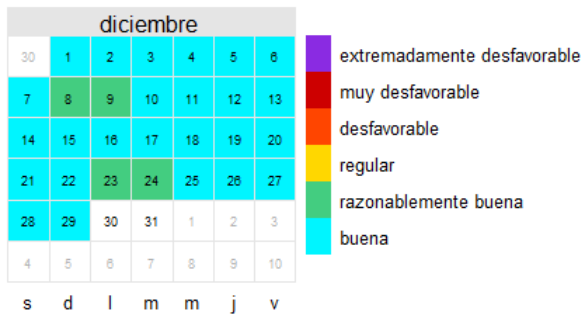 diciembre
30 1 2 3 4 5 6
7 8 9 10 11 12 13
14 15 16 17 18 19 20
21 22 23 24 25 26 27
28 29 30 31 1 2 3
4 5 6 7 8 9 10
s d l m m j v
extremadamente desfavorable
muy desfavorable
desfavorable
regular
razonablemente buena
buena